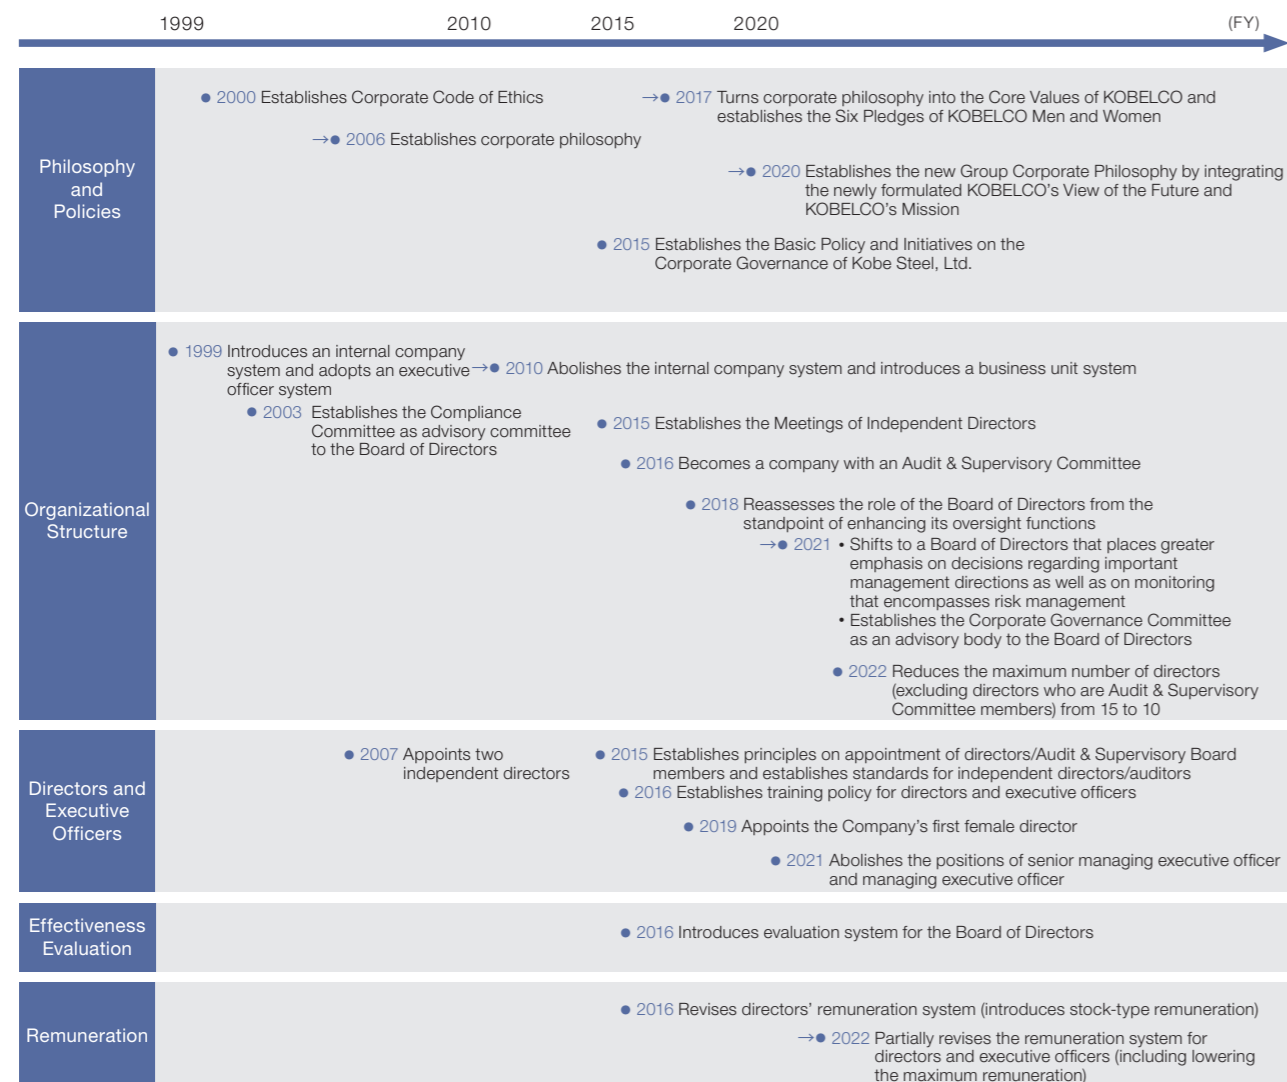 1999 2010 2015 2020 (FY)
Philosophy
and
Policies
● 2000 Establishes Corporate Code of Ethics
→● 2006 Establishes corporate philosophy
→● 2017 Turns corporate philosophy into the Core Values of KOBELCO and
establishes the Six Pledges of KOBELCO Men and Women
→● 2020 Establishes the new Group Corporate Philosophy by integrating
the newly formulated KOBELCO's View of the Future and
KOBELCO's Mission
● 2015 Establishes the Basic Policy and Initiatives on the
Corporate Governance of Kobe Steel, Ltd.
Organizational
Structure
● 1999 Introduces an internal company
system and adopts an executive
officer system
→● 2010 Abolishes the internal company system and introduces a business unit system
● 2003 Establishes the Compliance
Committee as advisory committee
to the Board of Directors
● 2015 Establishes the Meetings of Independent Directors
● 2016 Becomes a company with an Audit & Supervisory Committee
● 2018 Reassesses the role of the Board of Directors from the
standpoint of enhancing its oversight functions
→● 2021 • Shifts to a Board of Directors that places greater
emphasis on decisions regarding important
management directions as well as on monitoring
that encompasses risk management
• Establishes the Corporate Governance Committee
as an advisory body to the Board of Directors
● 2022 Reduces the maximum number of directors
(excluding directors who are Audit & Supervisory
Committee members) from 15 to 10
Directors and
Executive
Officers
● 2007 Appoints two
independent directors
● 2015 Establishes principles on appointment of directors/Audit & Supervisory Board
members and establishes standards for independent directors/auditors
● 2016 Establishes training policy for directors and executive officers
● 2019 Appoints the Company's first female director
● 2021 Abolishes the positions of senior managing executive officer
and managing executive officer
Effectiveness
Evaluation
● 2016 Introduces evaluation system for the Board of Directors
Remuneration
● 2016 Revises directors' remuneration system (introduces stock-type remuneration)
→● 2022 Partially revises the remuneration system for
directors and executive officers (including lowering
the maximum remuneration)